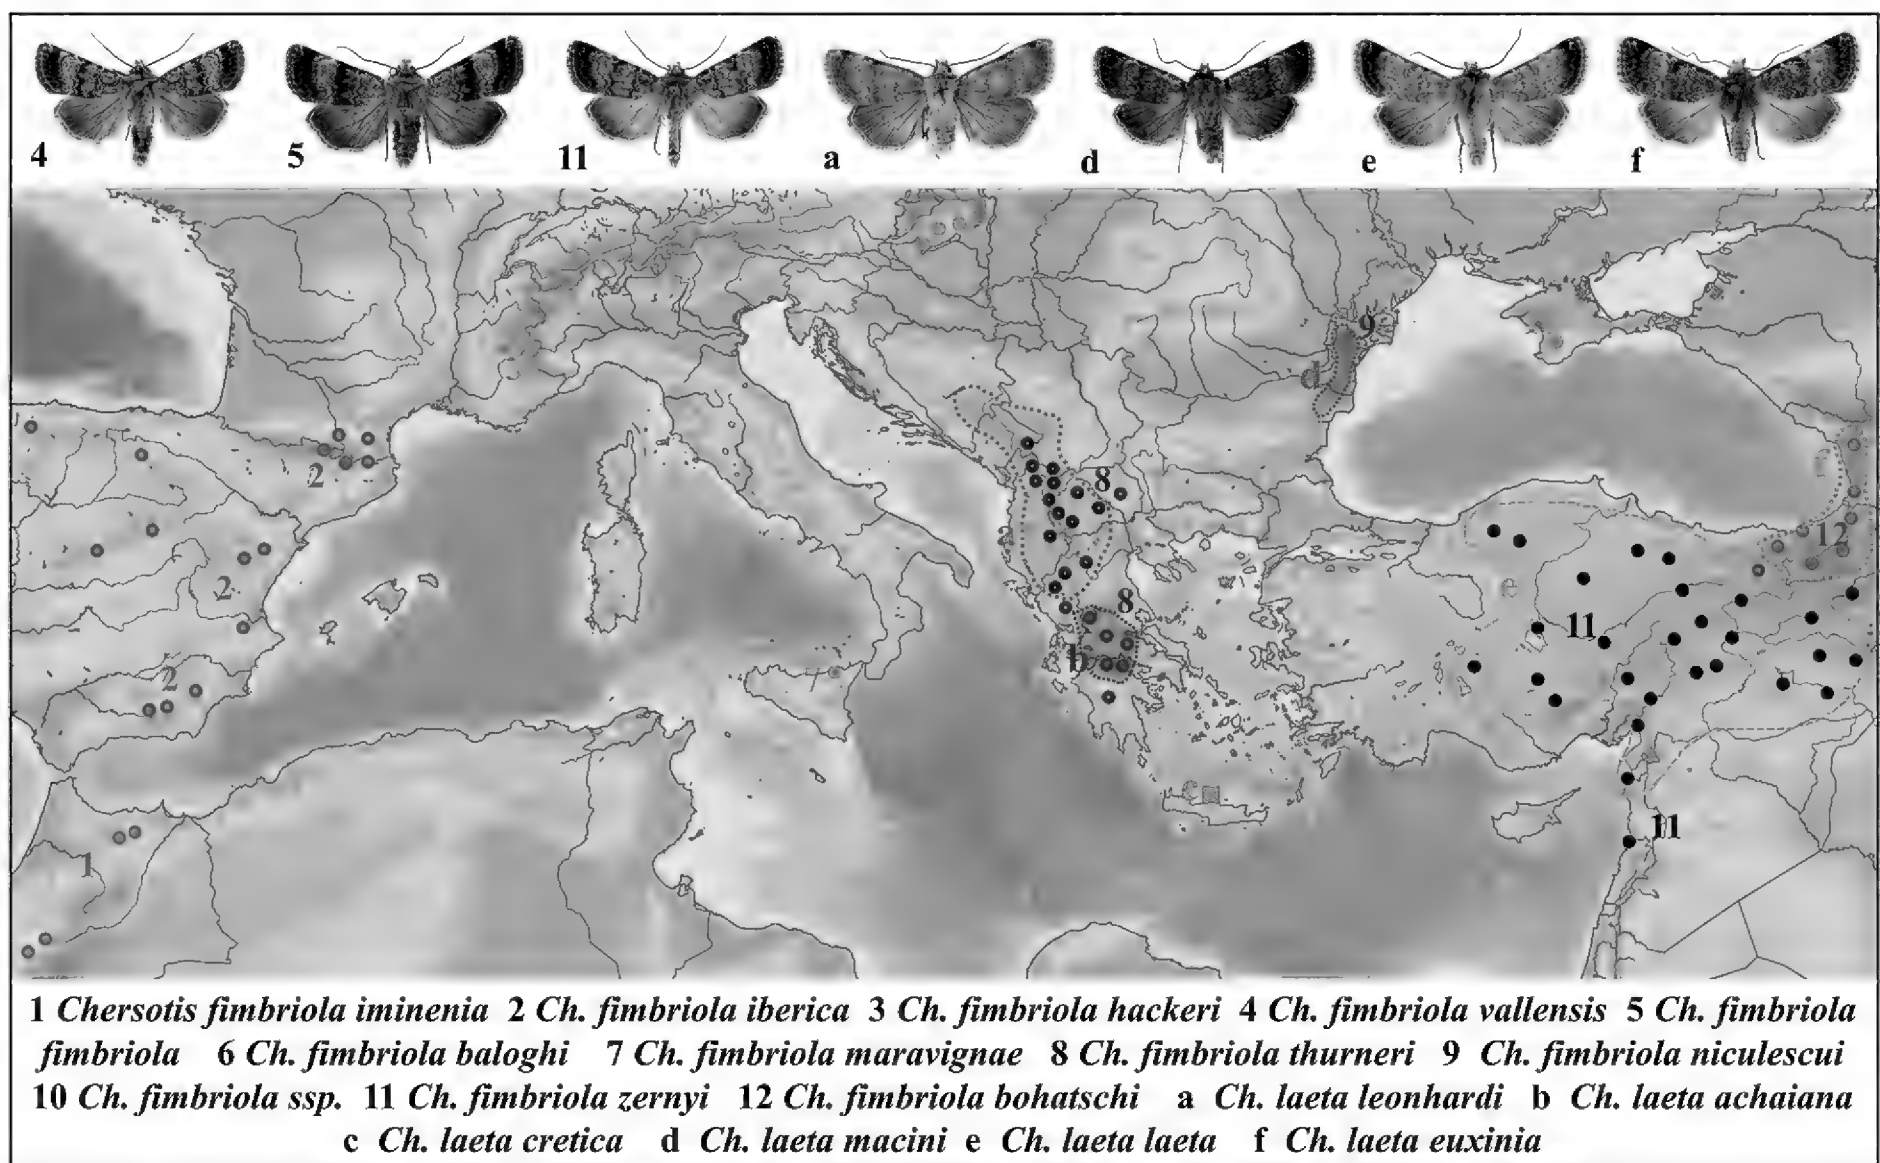 4 5 11 a d e f
9
d
2
8
f
a
12
2
e
8
11
b
2
7
c
11
1
1 Chersotis fimbriola iminenia 2 Ch. fimbriola iberica 3 Ch. fimbriola hackeri 4 Ch. fimbriola vallensis 5 Ch. fimbriola
fimbriola 6 Ch. fimbriola baloghi 7 Ch. fimbriola maravignae 8 Ch. fimbriola thurneri 9 Ch. fimbriola niculescui
10 Ch. fimbriola ssp. 11 Ch. fimbriola zernyi 12 Ch. fimbriola bohatschi a Ch. laeta leonhardi b Ch. laeta achaiana
c Ch. laeta cretica d Ch. laeta macini e Ch. laeta laeta f Ch. laeta euxinia